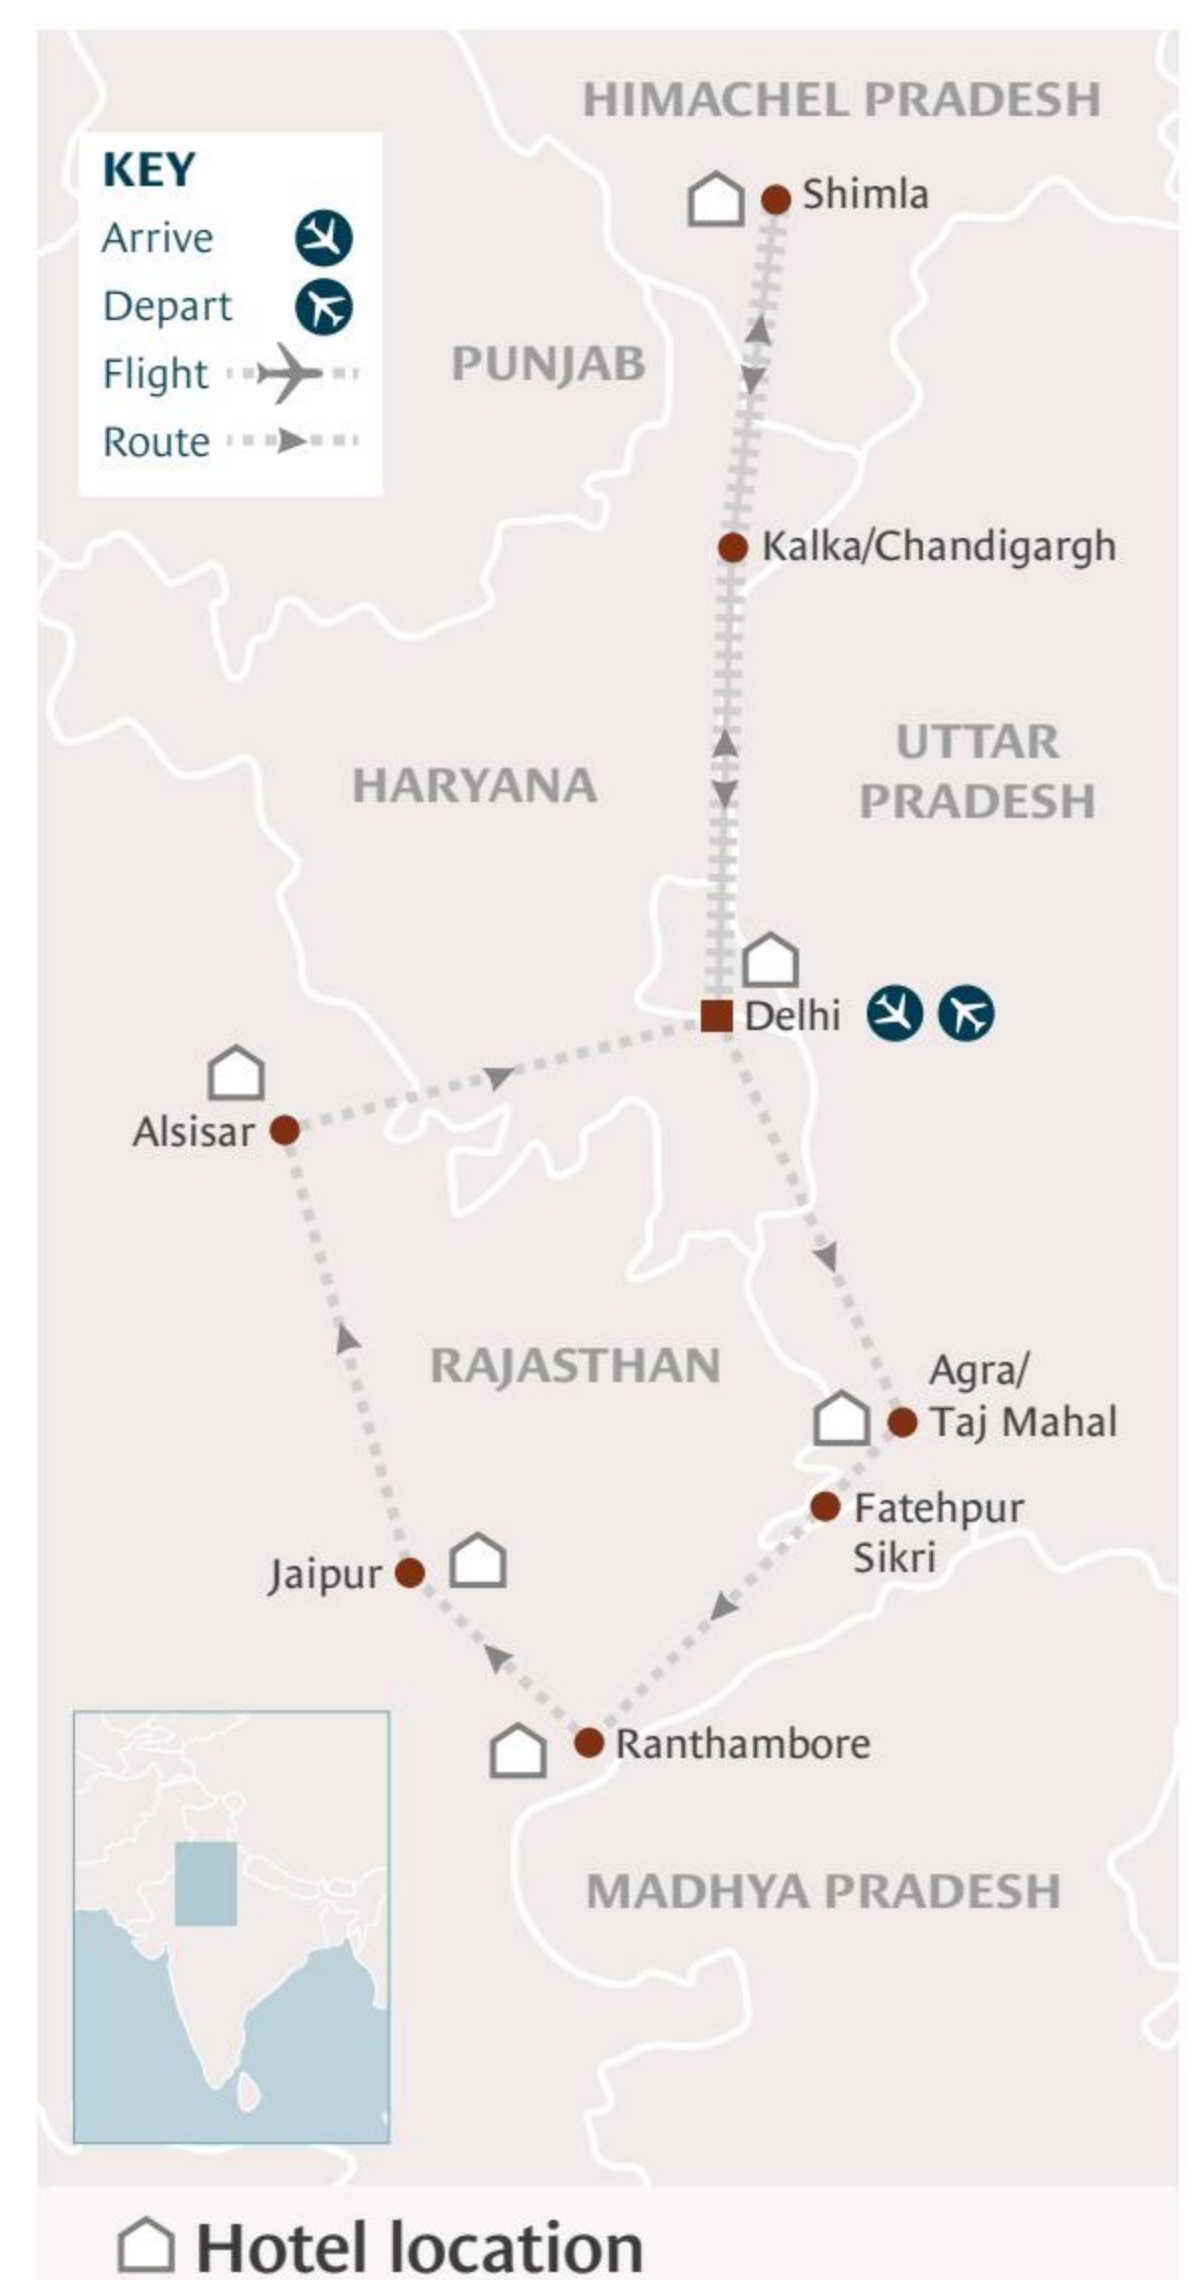 HIMACHEL PRADESH
KEY
Arrive
Depart
Flight
Route
Shimla
PUNJAB
Kalka/Chandigargh
UTTAR
PRADESH
HARYANA
Delhi
Alsisar
RAJASTHAN
Agra/
Taj Mahal
Fatehpur
Sikri
Jaipur
Ranthambore
MADHYA PRADESH
Hotel location